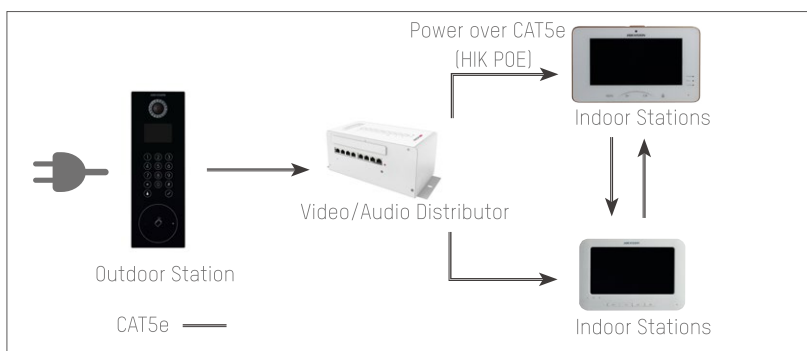 Power over CAT5e
(HIK POE)
Indoor Stations
Video/Audio Distributor
Outdoor Station
Indoor Stations
CAT5e